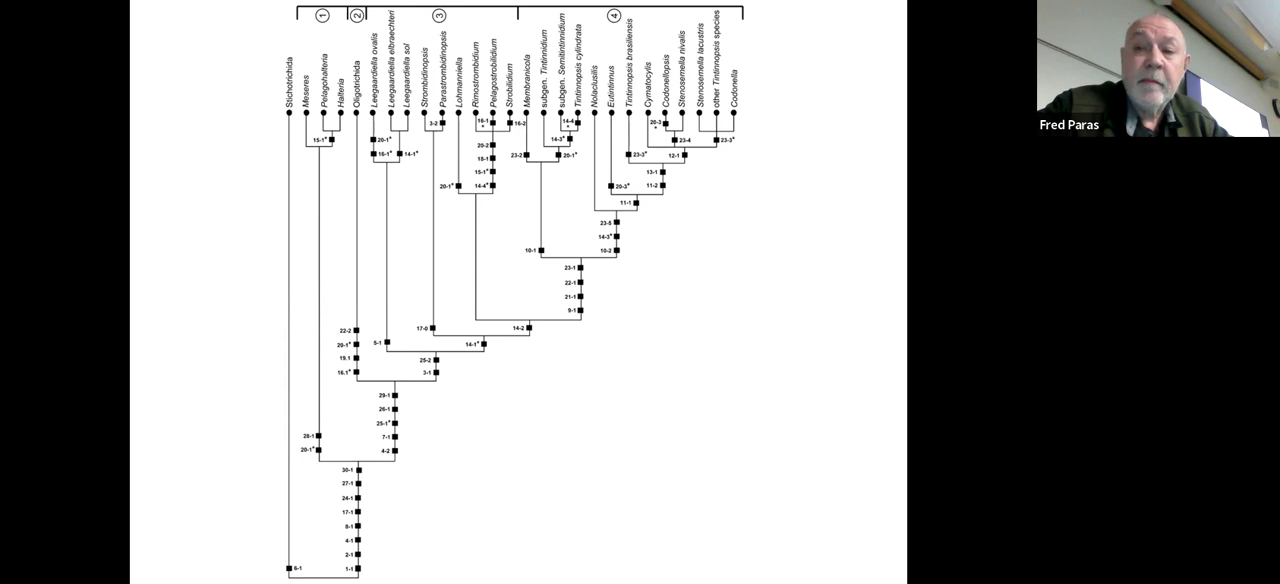 1
2
3
4
Stichotrichida
Meseres
Pelagohalteria
Halteria
Oligotrichida
Leegaardiella ovalis
Leegaardiella elbraechteri
Leegaardiella sol
Strombidinopsis
Parastrombidinopsis
Lohmanniella
Rimostrombidium
Pelagostrobilidium
Strobilidium
Membranicola
subgen. Tintinnidium
subgen. Semitintinnidium
Tintinnopsis cylindrata
Nolaclusilis
Eutintinnus
Tintinnopsis brasiliensis
Cymatocylis
Codonellopsis
Stenosemella nivalis
Stenosemella lacustris
other Tintinnopsis species
Codonella
Fred Paras
3-2
16-1*
16-2
14-4*
20-3*
15-1*
20-1*
20-2
14-3*
23-4
23-3*
16-1*
14-1*
18-1
23-2
20-1*
23-3*
12-1
15-1*
13-1
20-1*
14-4*
20-3*
11-2
11-1
23-5
14-3*
10-1
10-2
23-1
22-1
21-1
9-1
22-2
17-0
14-2
20-1*
5-1
14-1*
19.1
25-2
16.1*
3-1
29-1
26-1
25-1*
28-1
7-1
20-1*
4-2
30-1
27-1
24-1
17-1
8-1
4-1
2-1
6-1
1-1